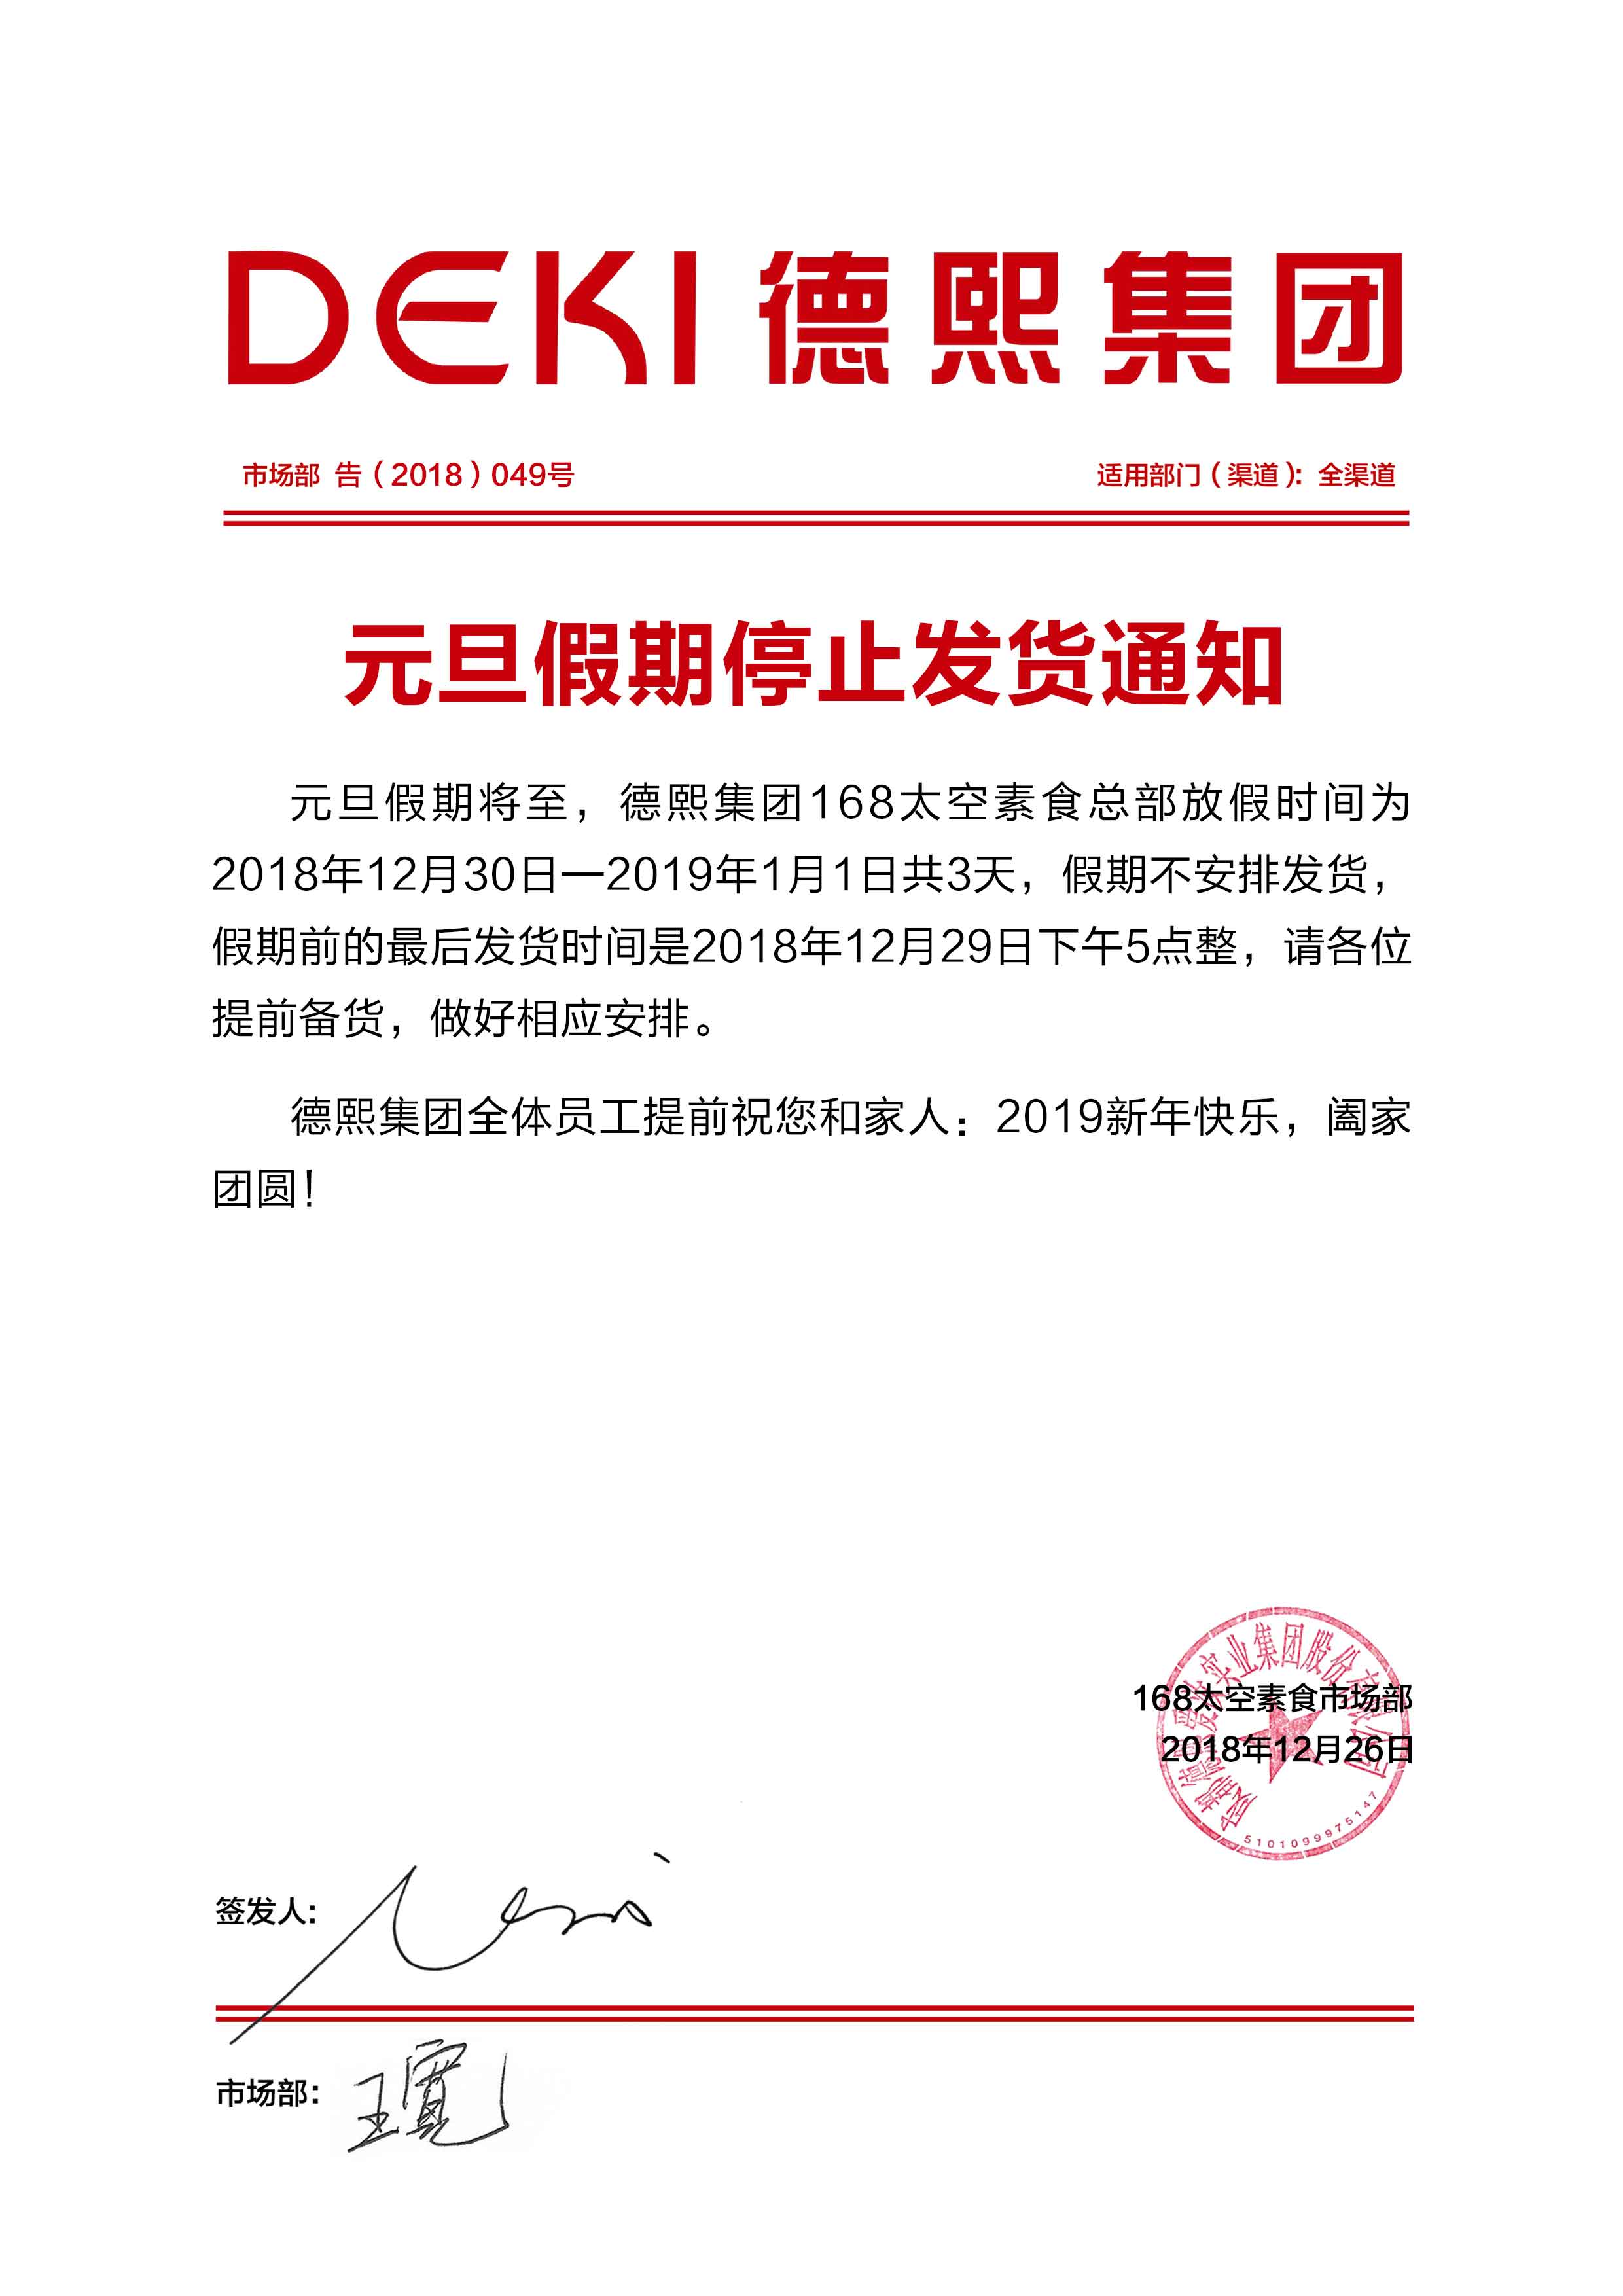 DEKI 德熙集团
市场部 告（2018）049号 适用部门（渠道）：全渠道
元旦假期停止发货通知
元旦假期将至，德熙集团168太空素食总部放假时间为
2018年12月30日—2019年1月1日共3天，假期不安排发货，
假期前的最后发货时间是2018年12月29日下午5点整，请各位
提前备货，做好相应安排。
德熙集团全体员工提前祝您和家人：2019新年快乐，阖家
团圆！
实业集团股份有限公司
168太空素食市场部
2018年12月26日
5101099975147
签发人：
市场部：王寛